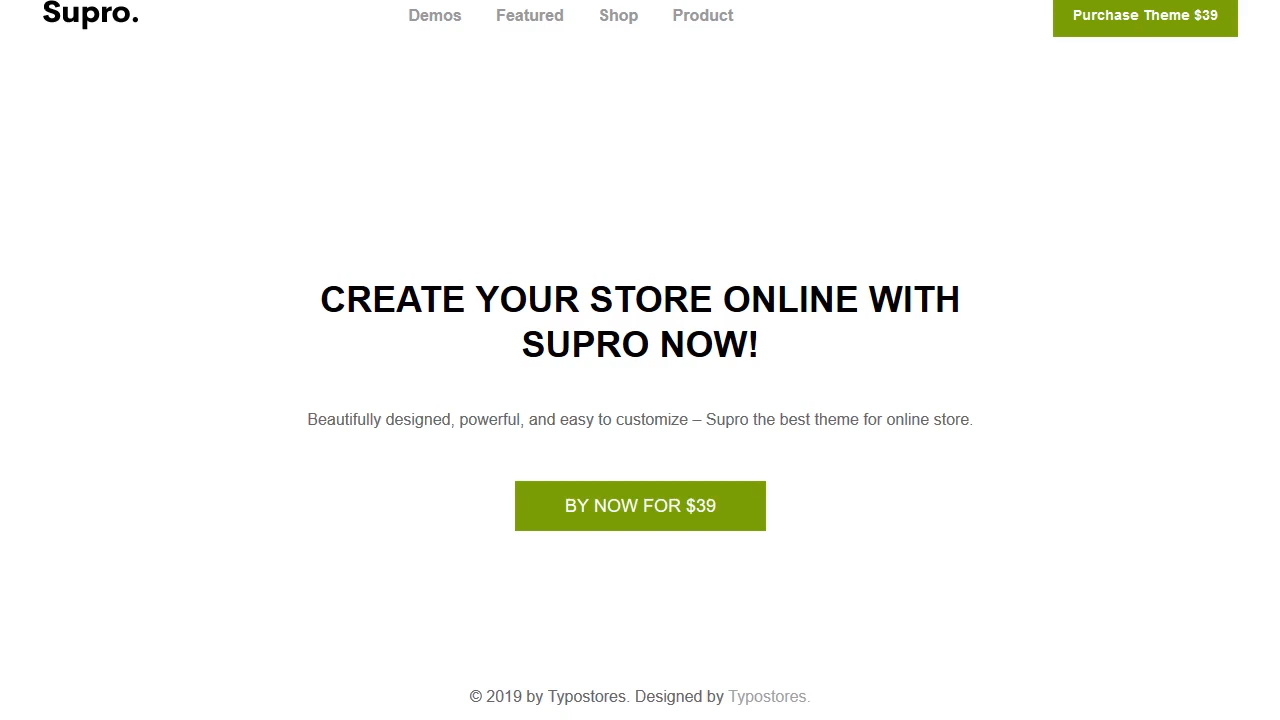 Supro.
Demos Featured Shop Product
Purchase Theme $39
CREATE YOUR STORE ONLINE WITH
SUPRO NOW!
Beautifully designed, powerful, and easy to customize – Supro the best theme for online store.
BY NOW FOR $39
© 2019 by Typostores. Designed by Typostores.